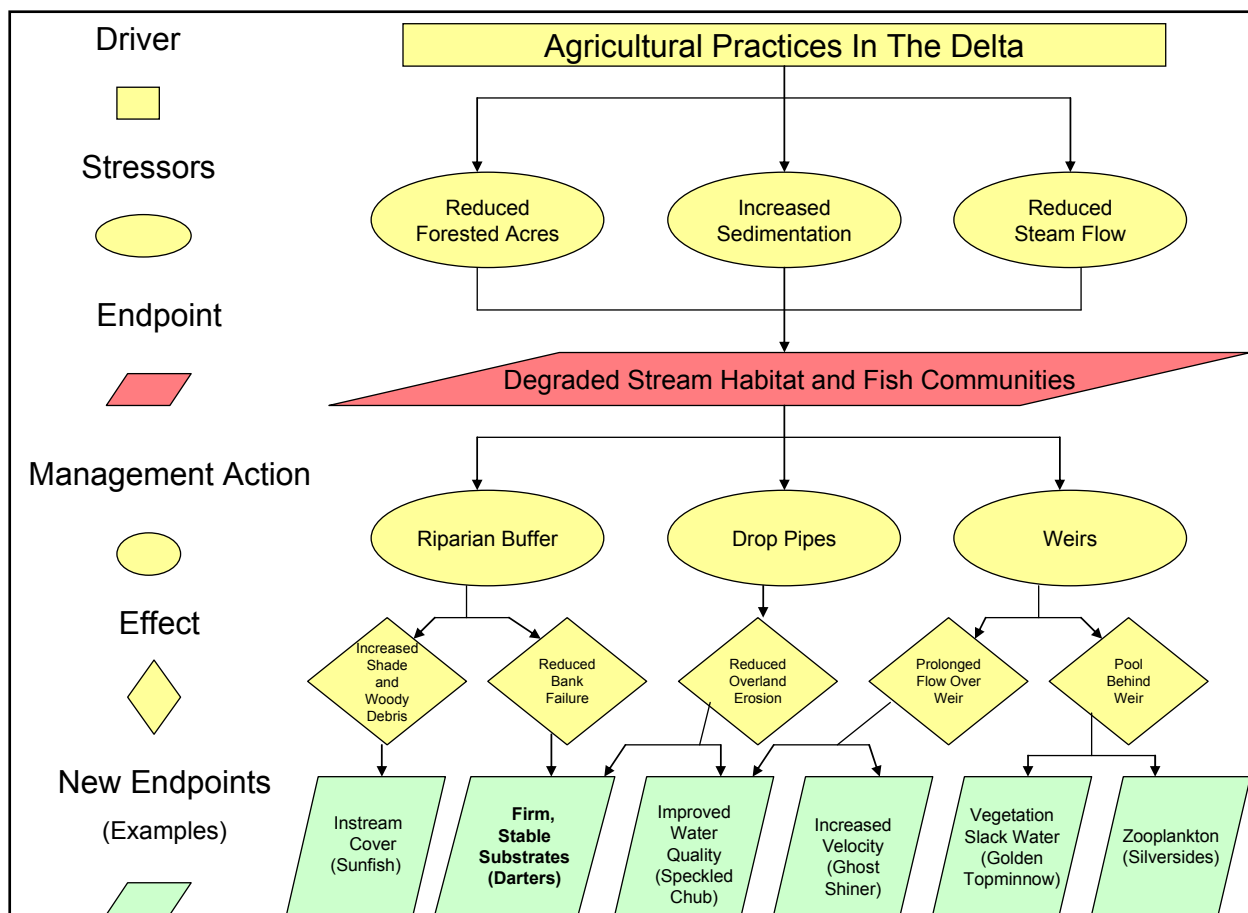 Driver
Stressors
Endpoint
Management Action
Effect
New Endpoints
(Examples)
Agricultural Practices In The Delta
Reduced
Forested Acres
Increased
Sedimentation
Reduced
Steam Flow
Degraded Stream Habitat and Fish Communities
Riparian Buffer
Drop Pipes
Weirs
Increased
Shade
and
Woody
Debris
Reduced
Bank
Failure
Reduced
Overland
Erosion
Prolonged
Flow Over
Weir
Pool
Behind
Weir
Instream
Cover
(Sunfish)
Firm,
Stable
Substrates
(Darters)
Improved
Water
Quality
(Speckled
Chub)
Increased
Velocity
(Ghost
Shiner)
Vegetation
Slack Water
(Golden
Topminnow)
Zooplankton
(Silversides)